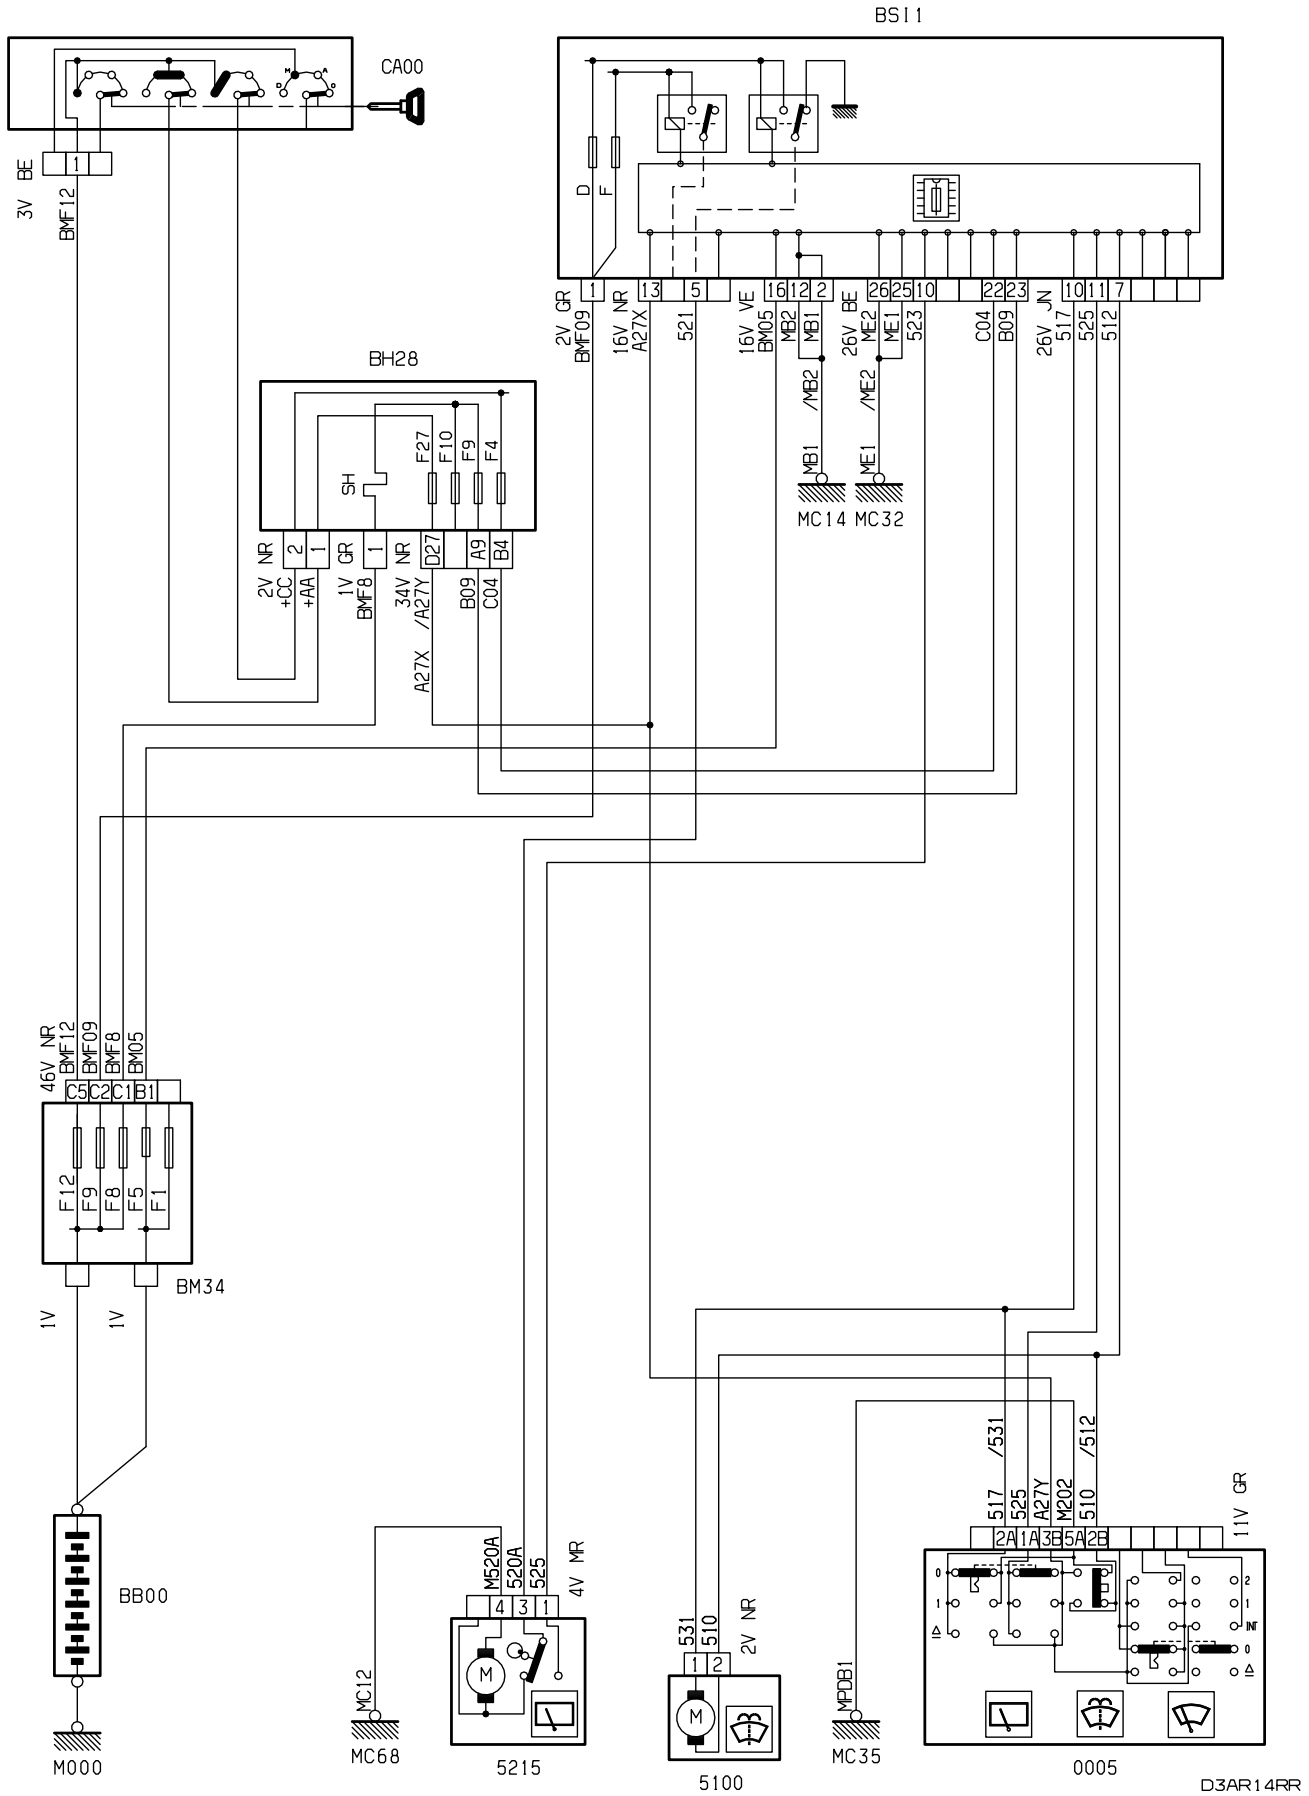 BSI1
CA00
M
A
D
O
3V BE
1
BMF12
D
F
1
13
5
16
12
2
26
25
10
22
23
10
11
7
2V GR
BMF09
16V NR
A27X
521
16V VE
BM05
MB2
MB1
26V BE
ME2
ME1
523
C04
B09
26V JN
517
525
512
/MB2
/ME2
MB1
ME1
MC14
MC32
BH28
SH
F27
F10
F9
F4
2
1
1
D27
A9
B4
2V NR
+CC
+AA
1V GR
BMF8
34V NR
/A27Y
A27X
B09
C04
46V NR
BMF12
BMF09
BMF8
BM05
C5
C2
C1
B1
F12
F9
F8
F5
F1
BM34
1V
1V
BB00
M000
M520A
520A
525
4V MR
4
3
1
M
MC12
MC68
5215
531
510
2V NR
1
2
M
5100
MPDB1
MC35
/531
/512
517
525
A27Y
M202
510
11V GR
2A
1A
3B
5A
2B
0
1
2
1
INT
0
0005
D3AR14RR